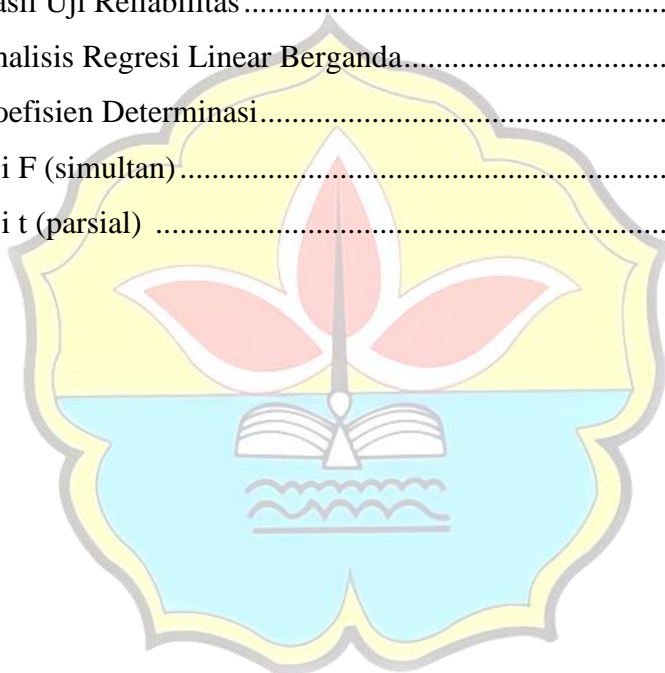 asil Uji Reliabilitas...................................................
nalisis Regresi Linear Berganda................................
oefisien Determinasi.................................................
i F (simultan)...........................................................
i t (parsial) ..............................................................